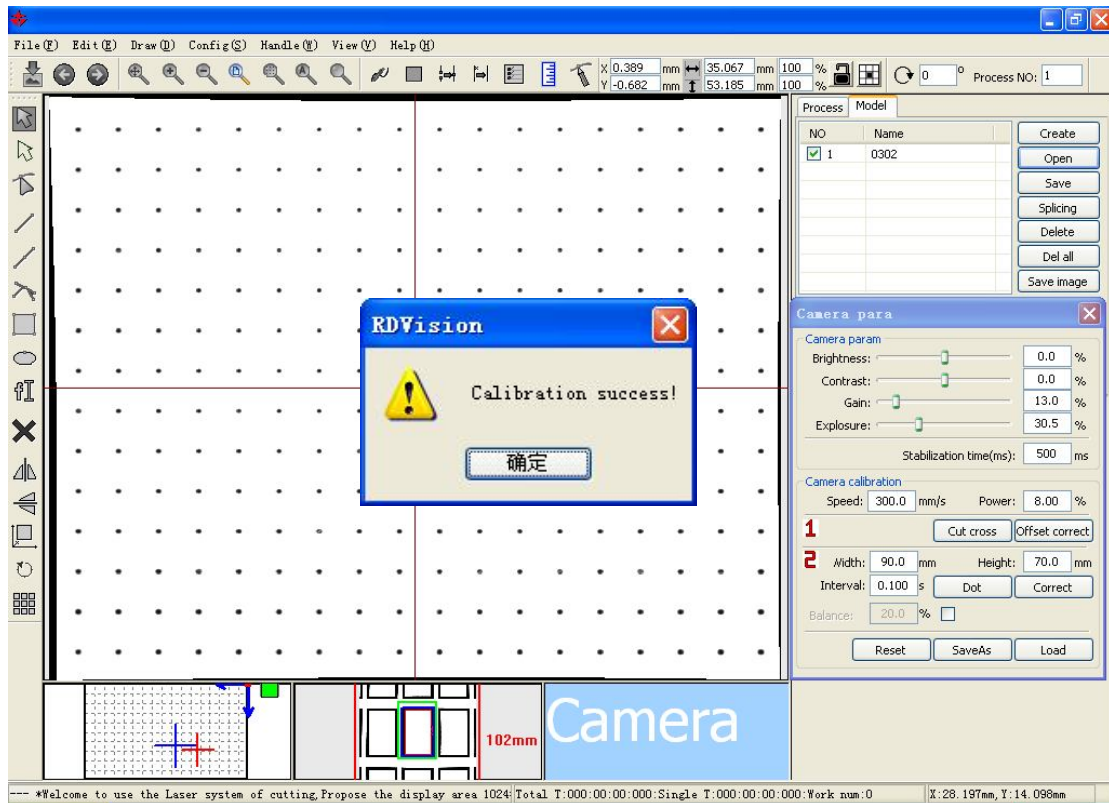 File(F) Edit(E) Draw(D) Config(S) Handle(W) View(V) Help(H)
X 0.389 mm 35.067 mm 100 % 0 ° Process NO: 1
Y -0.682 mm 53.185 mm 100 %
Process Model
NO Name
1 0302
Create
Open
Save
Splicing
Delete
Del all
Save image
RDVision
Calibration success!
确定
Camera para
Camera param
Brightness: 0.0 %
Contrast: 0.0 %
Gain: 13.0 %
Explosure: 30.5 %
Stabilization time(ms): 500 ms
Camera calibration
Speed: 300.0 mm/s Power: 8.00 %
1 Cut cross Offset correct
2 Width: 90.0 mm Height: 70.0 mm
Interval: 0.100 s Dot Correct
Balance: 20.0 %
Reset SaveAs Load
102mm
Camera
--- *Welcome to use the Laser system of cutting,Propose the display area 1024 Total T:000:00:00:000:Single T:000:00:00:000:Work num:0 X:28.197mm,Y:14.098mm